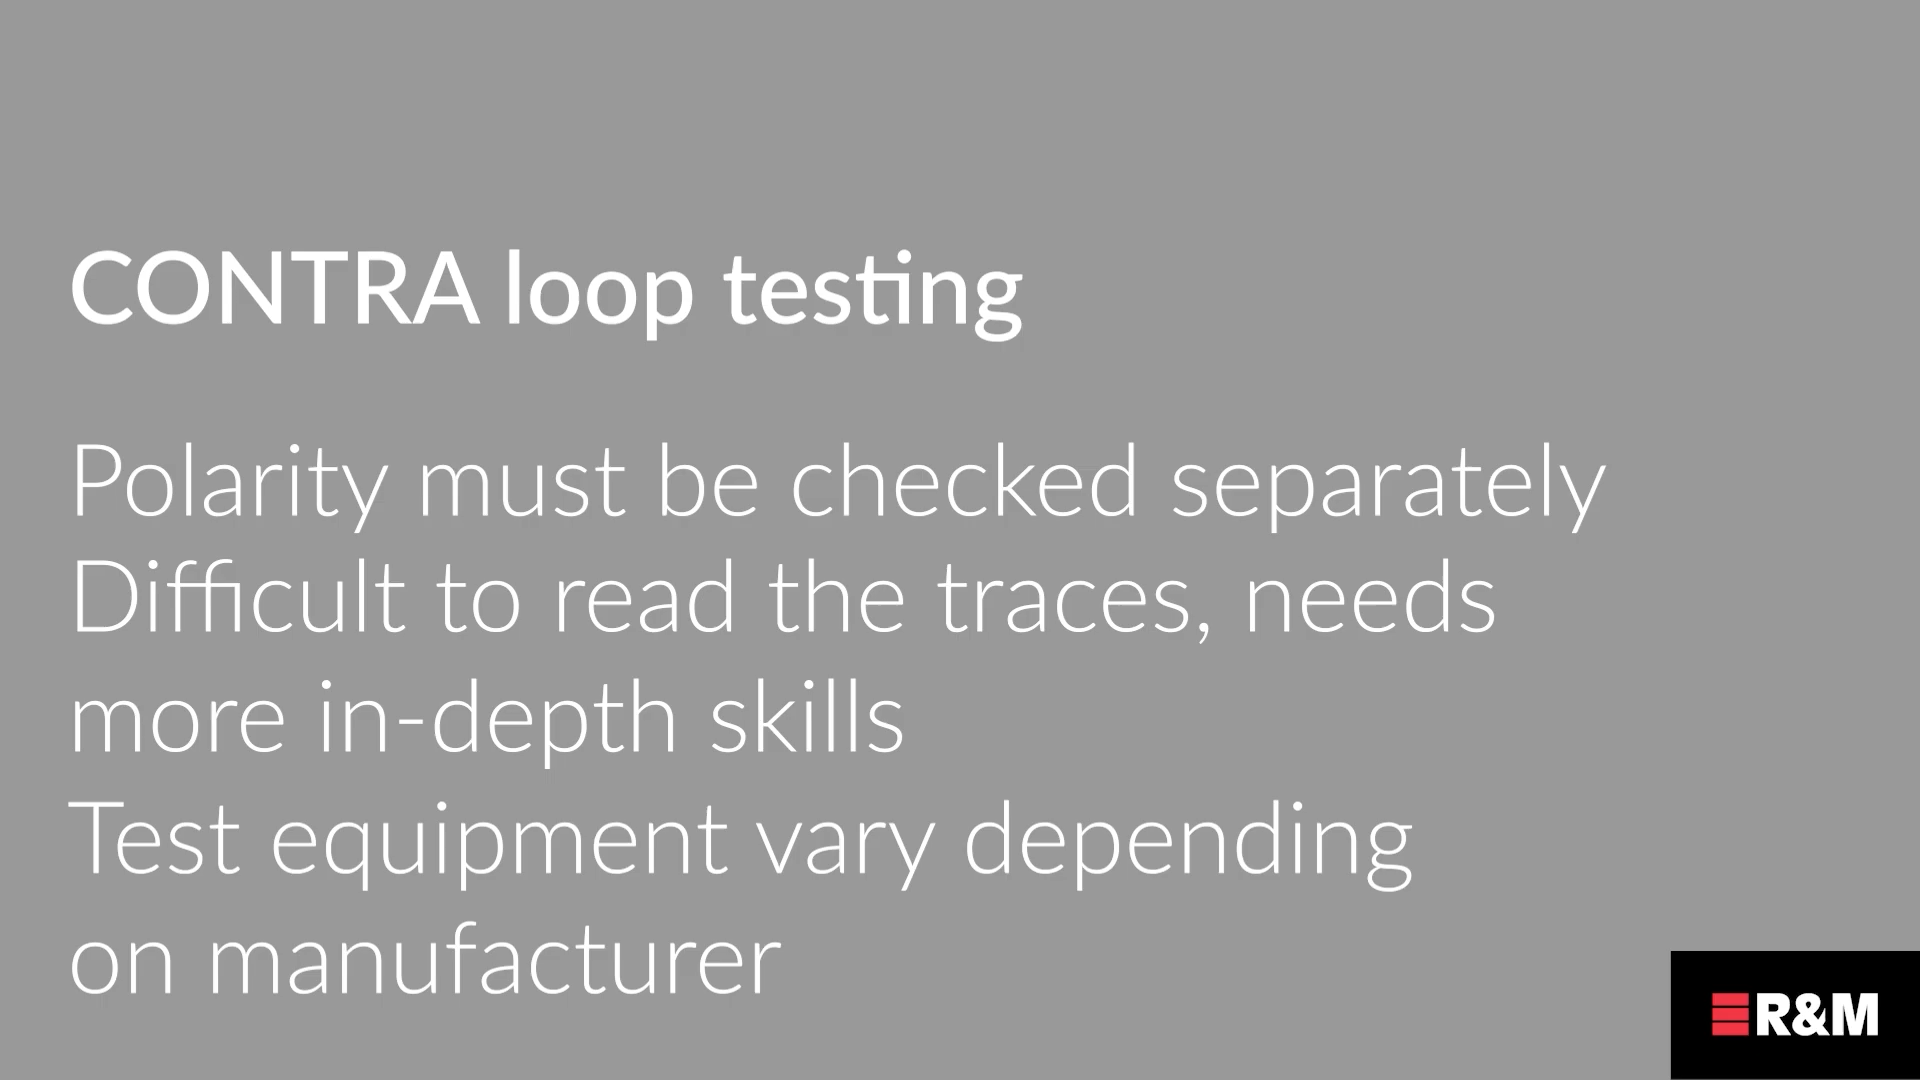 CONTRA loop testing
Polarity must be checked separately
Difficult to read the traces, needs
more in-depth skills
Test equipment vary depending
on manufacturer
R&M